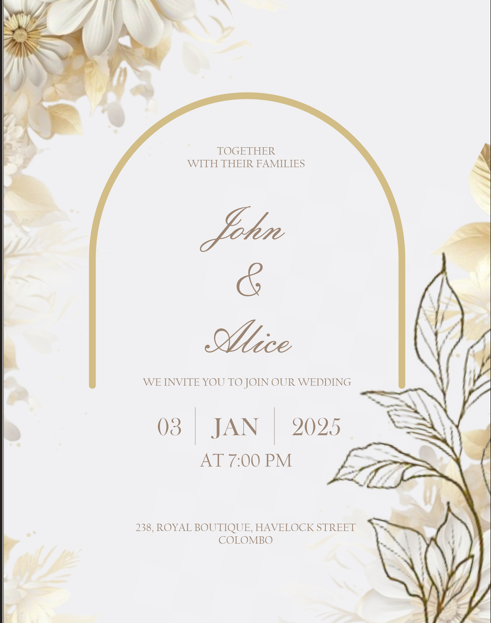 TOGETHER
WITH THEIR FAMILIES
John
&
Alice
WE INVITE YOU TO JOIN OUR WEDDING
03 JAN 2025
AT 7:00 PM
238, ROYAL BOUTIQUE, HAVELOCK STREET
COLOMBO